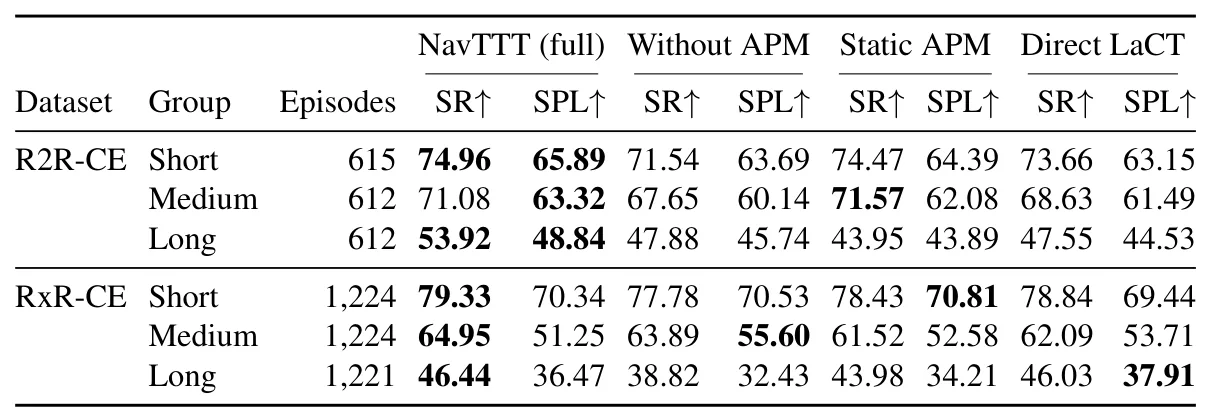 NavTTT (full) Without APM Static APM Direct LaCT
Dataset Group Episodes SR↑ SPL↑ SR↑ SPL↑ SR↑ SPL↑ SR↑ SPL↑
R2R-CE Short 615 74.96 65.89 71.54 63.69 74.47 64.39 73.66 63.15
Medium 612 71.08 63.32 67.65 60.14 71.57 62.08 68.63 61.49
Long 612 53.92 48.84 47.88 45.74 43.95 43.89 47.55 44.53
RxR-CE Short 1,224 79.33 70.34 77.78 70.53 78.43 70.81 78.84 69.44
Medium 1,224 64.95 51.25 63.89 55.60 61.52 52.58 62.09 53.71
Long 1,221 46.44 36.47 38.82 32.43 43.98 34.21 46.03 37.91